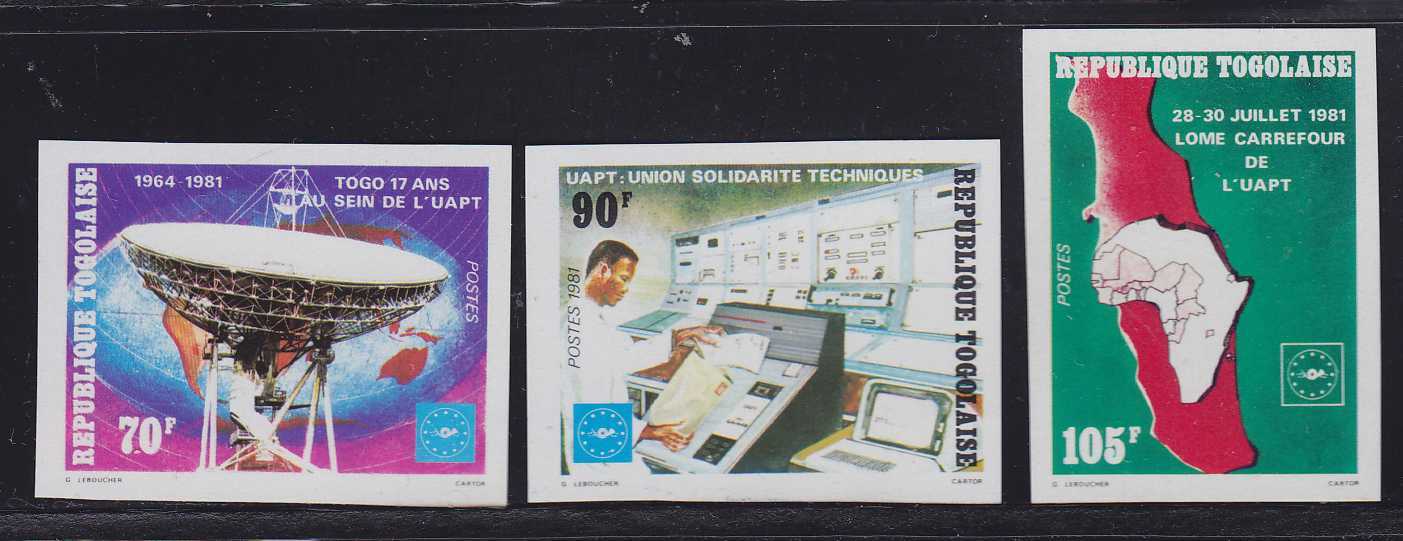 REPUBLIQUE TOGOLAISE
1964-1981
TOGO 17 ANS
AU SEIN DE L'UAPT
POSTES
70F
G LEBOUCHER
CARTOR
UAPT: UNION SOLIDARITE TECHNIQUES
90F
POSTES 1981
REPUBLIQUE TOGOLAISE
G LEBOUCHER
CARTOR
REPUBLIQUE TOGOLAISE
28-30 JUILLET 1981
LOME CARREFOUR
DE
L'UAPT
POSTES
105F
G LEBOUCHER
CARTOR